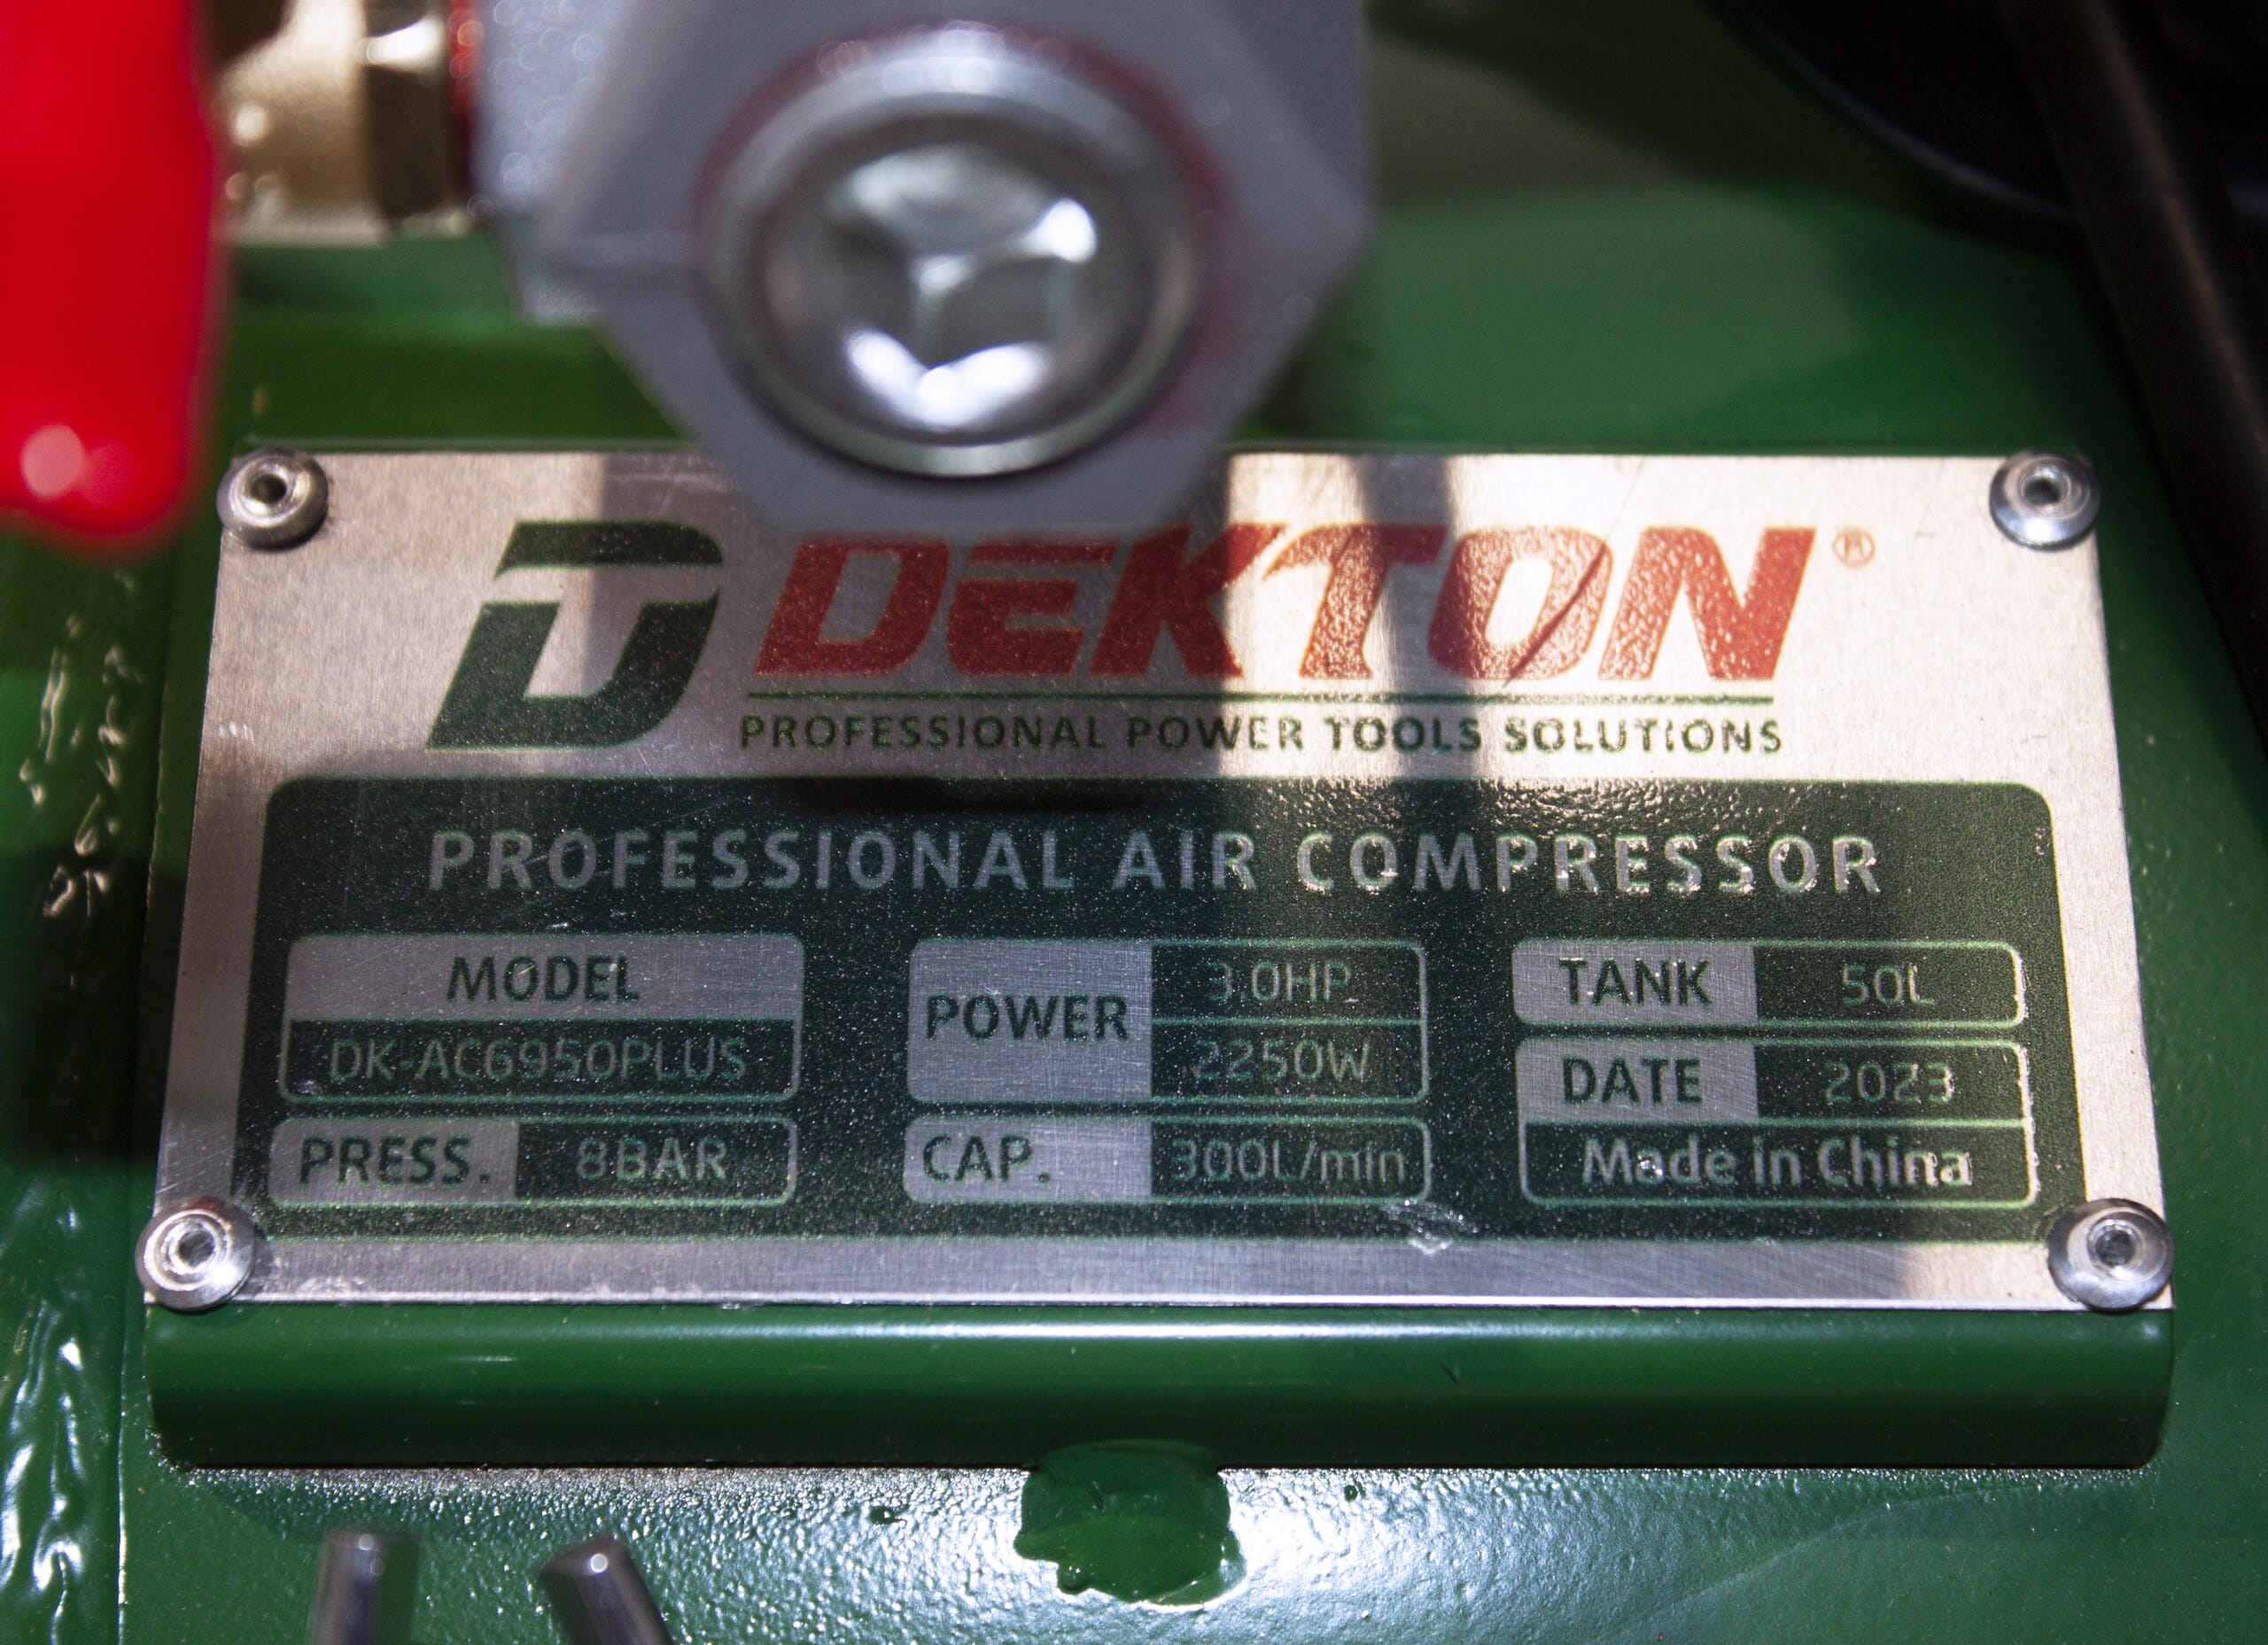 DEKTON®
PROFESSIONAL POWER TOOLS SOLUTIONS
PROFESSIONAL AIR COMPRESSOR
MODEL
DK-AC6950PLUS
PRESS. 8BAR
POWER 3.0HP
2250W
CAP. 300L/min
TANK 50L
DATE 2023
Made in China